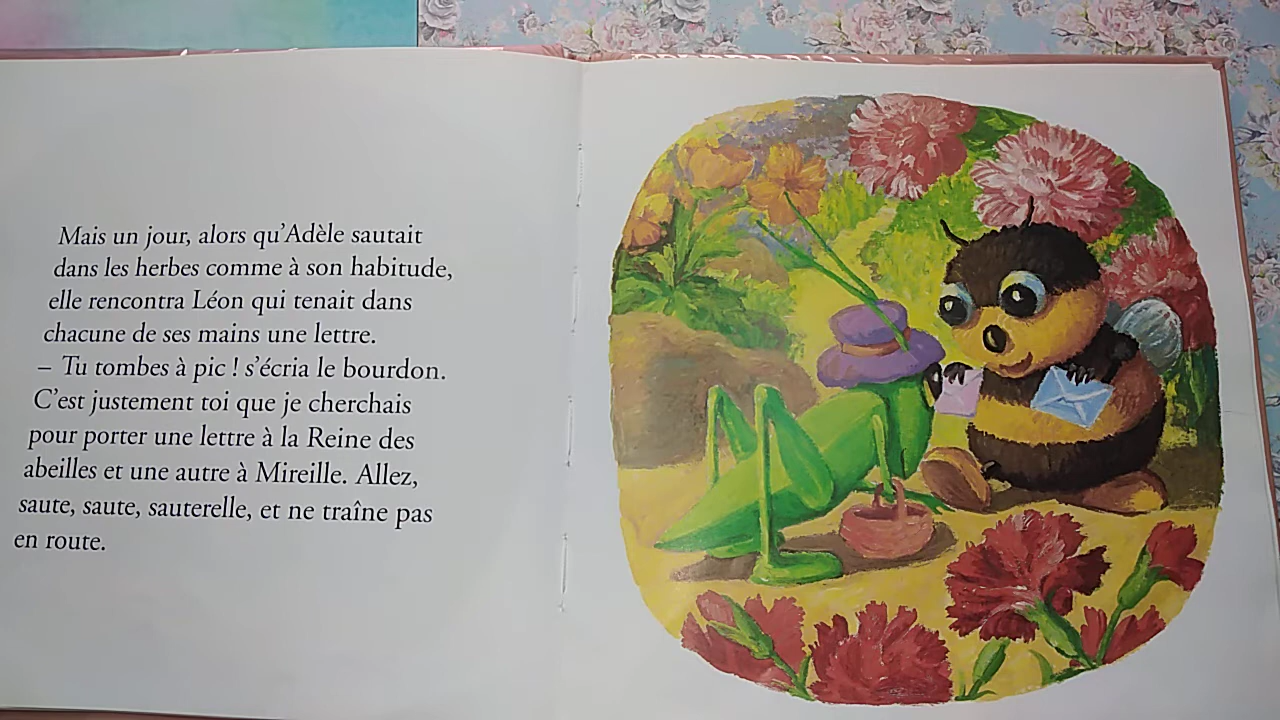 Mais un jour, alors qu'Adèle sautait
dans les herbes comme à son habitude,
elle rencontra Léon qui tenait dans
chacune de ses mains une lettre.
– Tu tombes à pic ! s'écria le bourdon.
C'est justement toi que je cherchais
pour porter une lettre à la Reine des
abeilles et une autre à Mireille. Allez,
saute, saute, sauterelle, et ne traîne pas
en route.